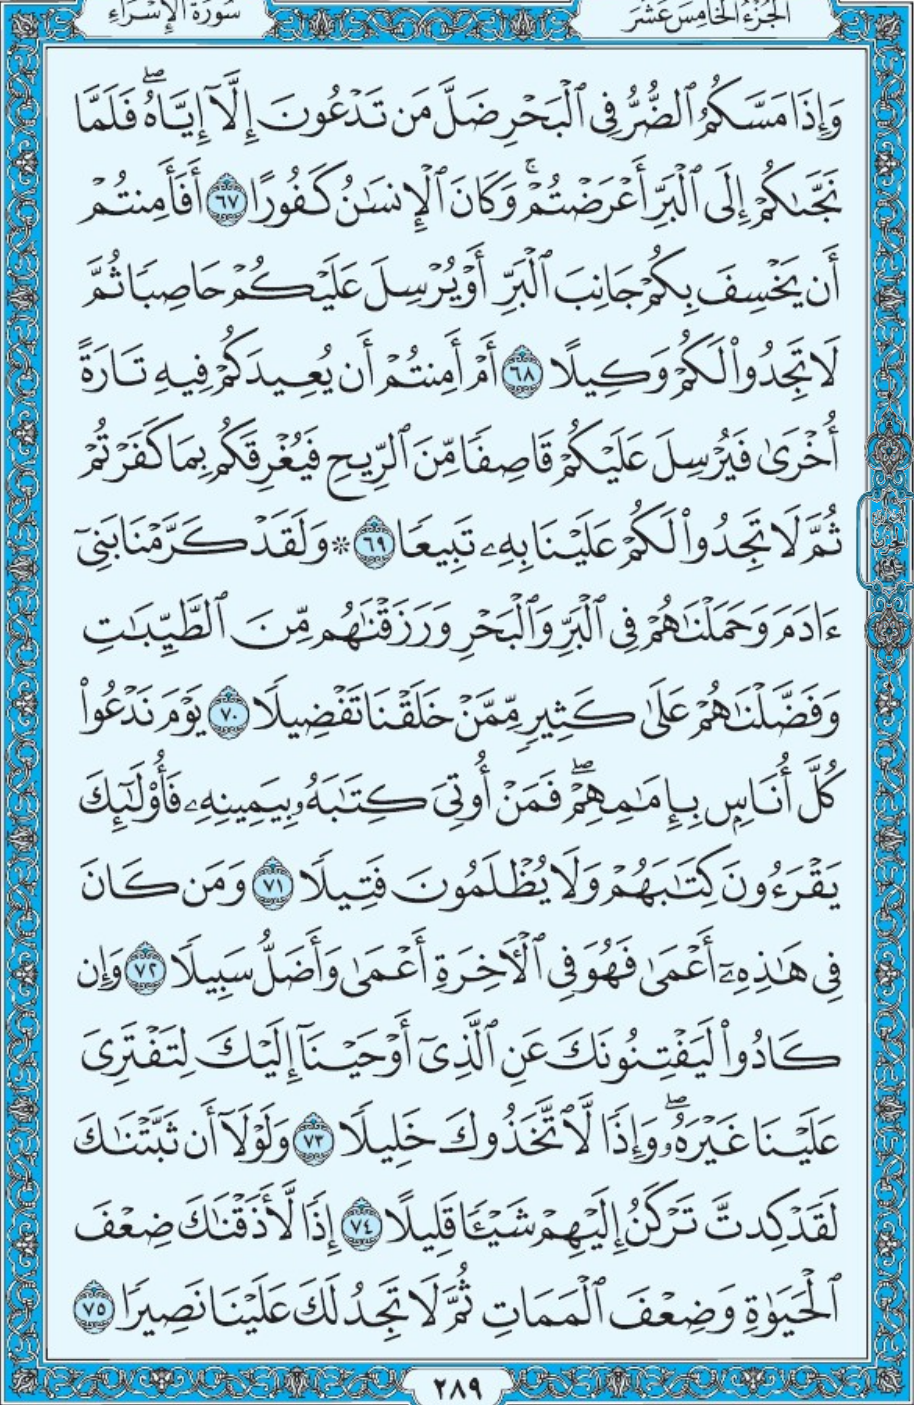 الجزء الخامس عشر
سورة الإسراء
وَإِذَا مَسَّكُمُ ٱلضُّرُّ فِي ٱلۡبَحۡرِ ضَلَّ مَن تَدۡعُونَ إِلَّآ إِيَّاهُۖ فَلَمَّا
نَجَّىٰكُمۡ إِلَى ٱلۡبَرِّ أَعۡرَضۡتُمۡۚ وَكَانَ ٱلۡإِنسَٰنُ كَفُورًا ٦٧ أَفَأَمِنتُمۡ
أَن يَخۡسِفَ بِكُمۡ جَانِبَ ٱلۡبَرِّ أَوۡ يُرۡسِلَ عَلَيۡكُمۡ حَاصِبٗا ثُمَّ
لَا تَجِدُواْ لَكُمۡ وَكِيلًا ٦٨ أَمۡ أَمِنتُمۡ أَن يُعِيدَكُمۡ فِيهِ تَارَةً
أُخۡرَىٰ فَيُرۡسِلَ عَلَيۡكُمۡ قَاصِفٗا مِّنَ ٱلرِّيحِ فَيُغۡرِقَكُم بِمَا كَفَرۡتُمۡ
ثُمَّ لَا تَجِدُواْ لَكُمۡ عَلَيۡنَا بِهِۦ تَبِيعٗا ٦٩ ۞ وَلَقَدۡ كَرَّمۡنَا بَنِيٓ
ءَادَمَ وَحَمَلۡنَٰهُمۡ فِي ٱلۡبَرِّ وَٱلۡبَحۡرِ وَرَزَقۡنَٰهُم مِّنَ ٱلطَّيِّبَٰتِ
وَفَضَّلۡنَٰهُمۡ عَلَىٰ كَثِيرٖ مِّمَّنۡ خَلَقۡنَا تَفۡضِيلٗا ٧٠ يَوۡمَ نَدۡعُواْ
كُلَّ أُنَاسِۭ بِإِمَٰمِهِمۡۖ فَمَنۡ أُوتِيَ كِتَٰبَهُۥ بِيَمِينِهِۦ فَأُوْلَٰٓئِكَ
يَقۡرَءُونَ كِتَٰبَهُمۡ وَلَا يُظۡلَمُونَ فَتِيلٗا ٧١ وَمَن كَانَ
فِي هَٰذِهِۦٓ أَعۡمَىٰ فَهُوَ فِي ٱلۡأٓخِرَةِ أَعۡمَىٰ وَأَضَلُّ سَبِيلٗا ٧٢ وَإِن
كَادُواْ لَيَفۡتِنُونَكَ عَنِ ٱلَّذِيٓ أَوۡحَيۡنَآ إِلَيۡكَ لِتَفۡتَرِيَ
عَلَيۡنَا غَيۡرَهُۥۖ وَإِذٗا لَّٱتَّخَذُوكَ خَلِيلٗا ٧٣ وَلَوۡلَآ أَن ثَبَّتۡنَٰكَ
لَقَدۡ كِدتَّ تَرۡكَنُ إِلَيۡهِمۡ شَيۡـٔٗا قَلِيلًا ٧٤ إِذٗا لَّأَذَقۡنَٰكَ ضِعۡفَ
ٱلۡحَيَوٰةِ وَضِعۡفَ ٱلۡمَمَاتِ ثُمَّ لَا تَجِدُ لَكَ عَلَيۡنَا نَصِيرٗا ٧٥
٢٨٩